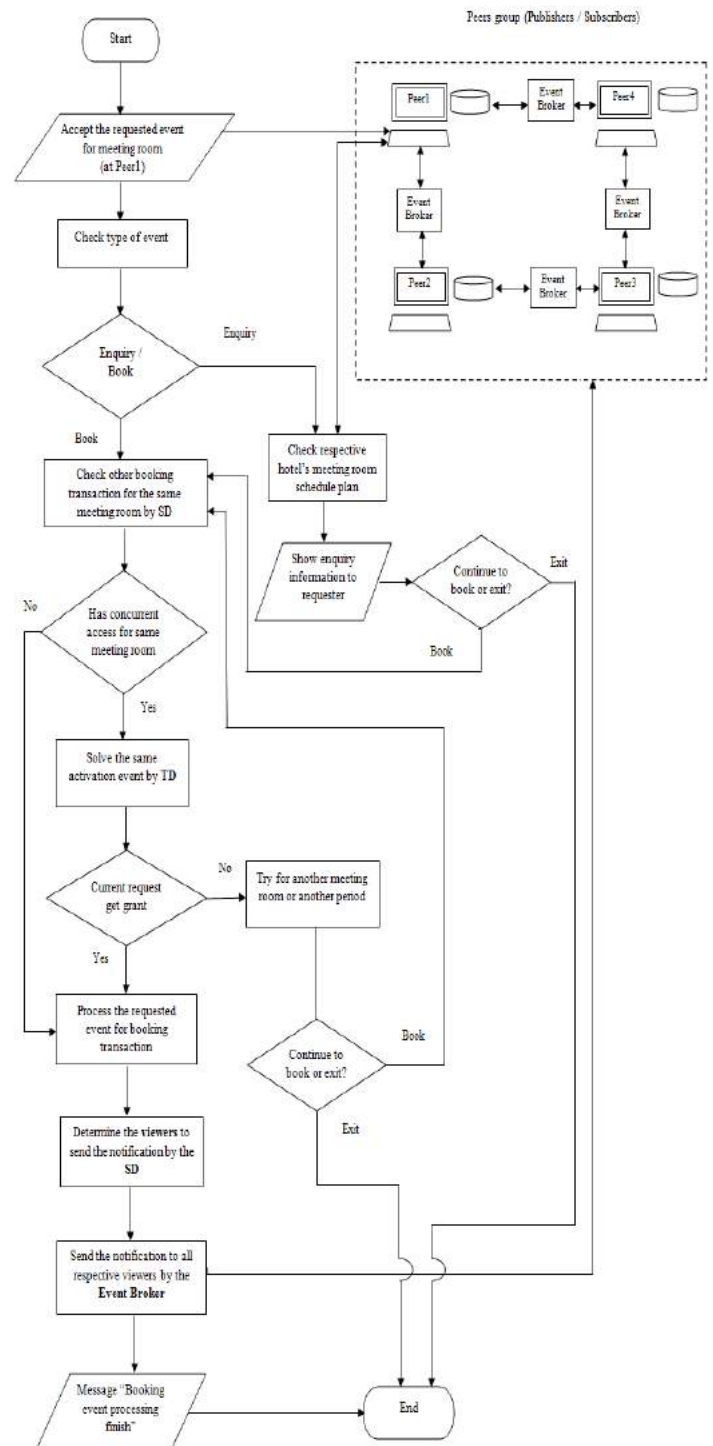 Peers group (Publishers / Subscribers)
Start
Peer1
Event
Broker
Peer4
Accept the requested event
for meeting room
(at Peer1)
Event
Broker
Event
Broker
Check type of event
Peer2
Event
Broker
Peer3
Enquiry /
Book
Enquiry
Book
Check respective
hotel's meeting room
schedule plan
Check other booking
transaction for the same
meeting room by SD
Show enquiry
information to
requester
Continue to
book or exit?
Exit
Book
No
Has concurrent
access for same
meeting room
Yes
Solve the same
activation event by TD
Current request
get grant
No
Try for another meeting
room or another period
Yes
Process the requested
event for booking
transaction
Continue to
book or exit?
Book
Exit
Determine the viewers to
send the notification by the
SD
Send the notification to all
respective viewers by the
Event Broker
Message “Booking
event processing
finish”
End